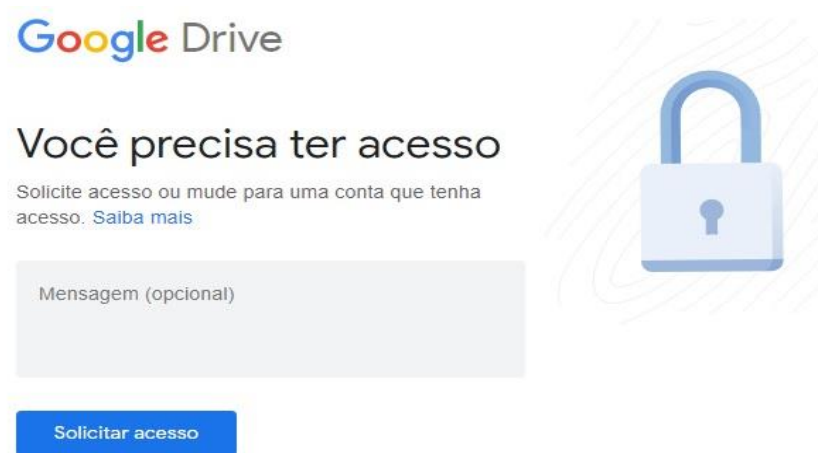 Google Drive
Você precisa ter acesso
Solicite acesso ou mude para uma conta que tenha
acesso. Saiba mais
Mensagem (opcional)
Solicitar acesso